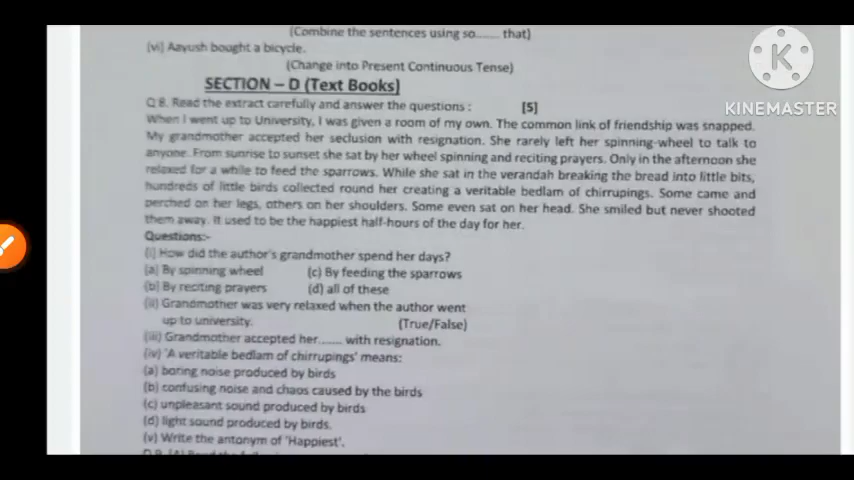 (Combine the sentences using so...... that)
(vi) Aayush bought a bicycle.
(Change into Present Continuous Tense)
SECTION – D (Text Books)
Q 8. Read the extract carefully and answer the questions : [5]
When I went up to University, I was given a room of my own. The common link of friendship was snapped.
My grandmother accepted her seclusion with resignation. She rarely left her spinning-wheel to talk to
anyone. From sunrise to sunset she sat by her wheel spinning and reciting prayers. Only in the afternoon she
relaxed for a while to feed the sparrows. While she sat in the verandah breaking the bread into little bits,
hundreds of little birds collected round her creating a veritable bedlam of chirrupings. Some came and
perched on her legs, others on her shoulders. Some even sat on her head. She smiled but never shooted
them away. It used to be the happiest half-hours of the day for her.
Questions:-
(i) How did the author's grandmother spend her days?
(a) By spinning wheel (c) By feeding the sparrows
(b) By reciting prayers (d) all of these
(ii) Grandmother was very relaxed when the author went
up to university. (True/False)
(iii) Grandmother accepted her....... with resignation.
(iv) 'A veritable bedlam of chirrupings' means:
(a) boring noise produced by birds
(b) confusing noise and chaos caused by the birds
(c) unpleasant sound produced by birds
(d) light sound produced by birds.
(v) Write the antonym of 'Happiest'.
K
KINEMASTER